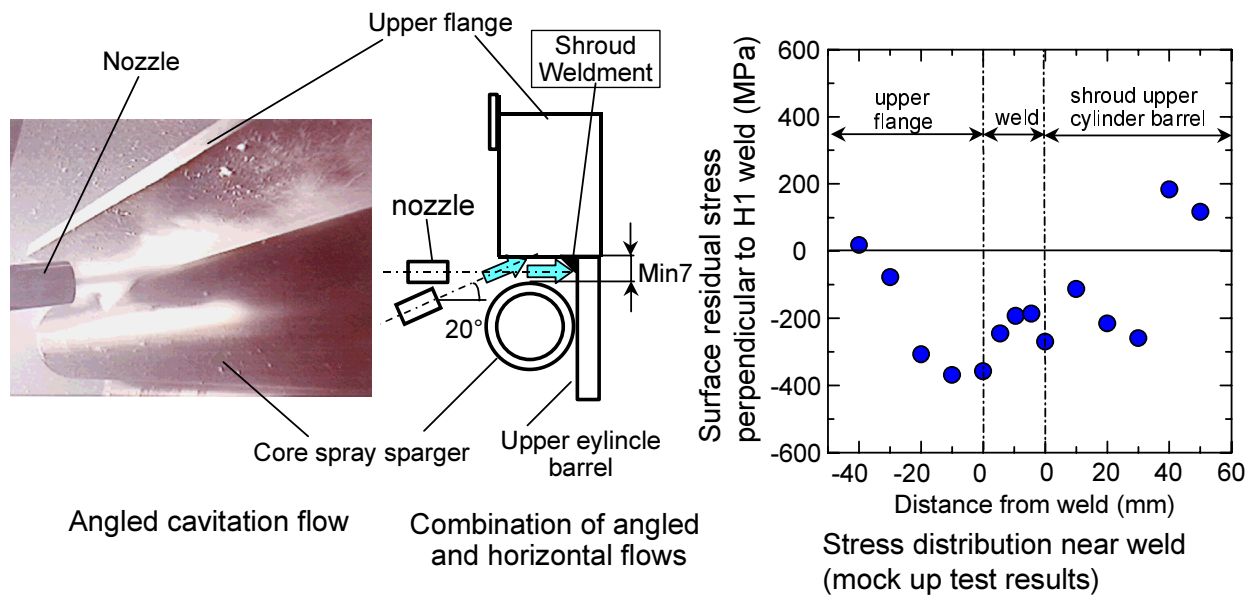 Upper flange
Nozzle
Shroud
Weldment
nozzle
Min7
20°
Core spray sparger
Upper eylincle
barrel
Angled cavitation flow
Combination of angled
and horizontal flows
Surface residual stress
perpendicular to H1 weld (MPa)
600
400
200
0
-200
-400
-600
upper
flange
weld
shroud upper
cylinder barrel
-40
-20
0
0
20
40
60
Distance from weld (mm)
Stress distribution near weld
(mock up test results)